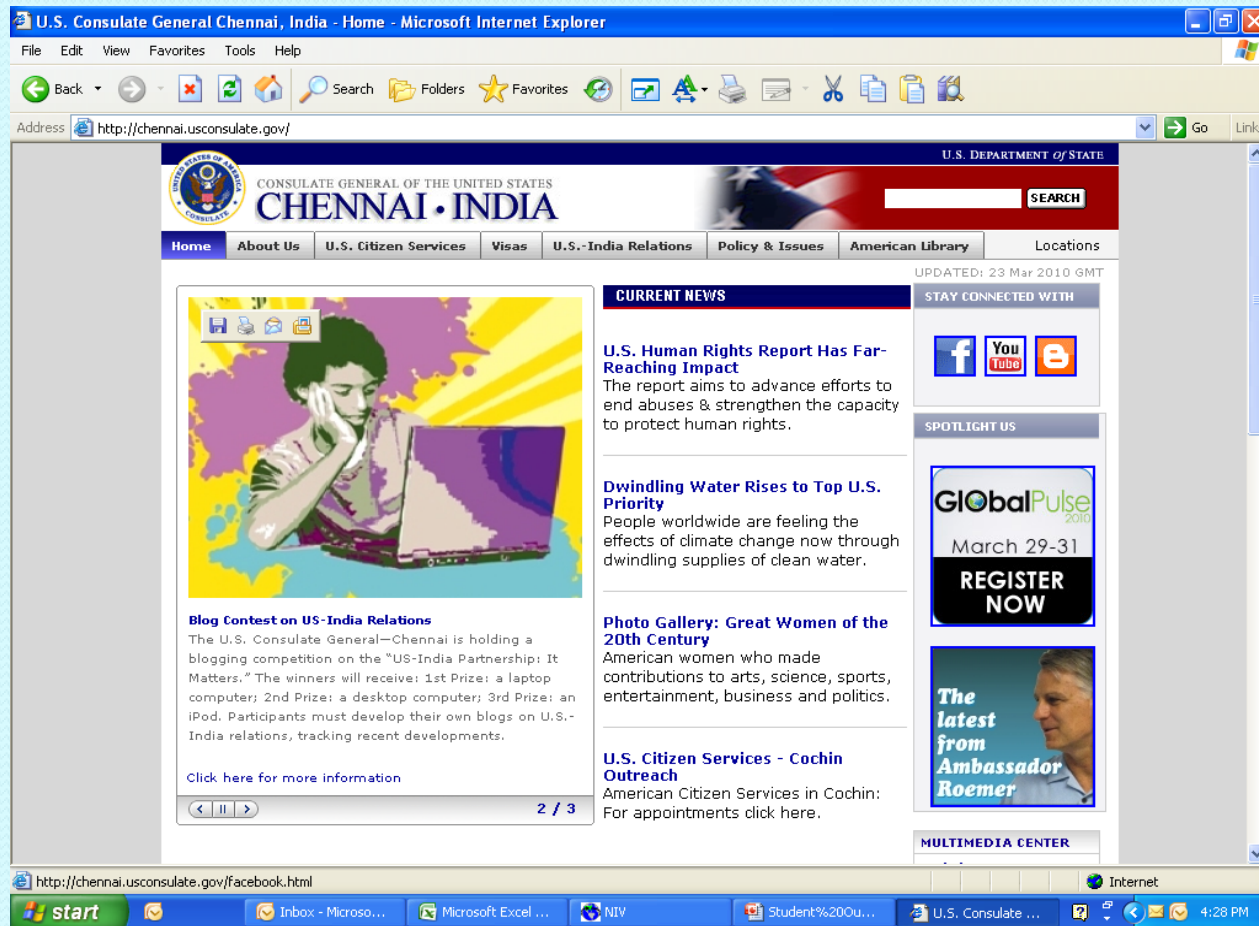 U.S. Consulate General Chennai, India - Home - Microsoft Internet Explorer
File Edit View Favorites Tools Help
Back Search Folders Favorites
Address http://chennai.usconsulate.gov/ Go Link
U.S. DEPARTMENT OF STATE
UNITED STATES OF AMERICA
CONSULATE
CONSULATE GENERAL OF THE UNITED STATES
CHENNAI • INDIA
SEARCH
Home About Us U.S. Citizen Services Visas U.S.-India Relations Policy & Issues American Library Locations
UPDATED: 23 Mar 2010 GMT
Blog Contest on US-India Relations
The U.S. Consulate General—Chennai is holding a
blogging competition on the “US-India Partnership: It
Matters.” The winners will receive: 1st Prize: a laptop
computer; 2nd Prize: a desktop computer; 3rd Prize: an
iPod. Participants must develop their own blogs on U.S.-
India relations, tracking recent developments.
Click here for more information
2 / 3
CURRENT NEWS
U.S. Human Rights Report Has Far-
Reaching Impact
The report aims to advance efforts to
end abuses & strengthen the capacity
to protect human rights.
Dwindling Water Rises to Top U.S.
Priority
People worldwide are feeling the
effects of climate change now through
dwindling supplies of clean water.
Photo Gallery: Great Women of the
20th Century
American women who made
contributions to arts, science, sports,
entertainment, business and politics.
U.S. Citizen Services - Cochin
Outreach
American Citizen Services in Cochin:
For appointments click here.
STAY CONNECTED WITH
f
You
Tube
SPOTLIGHT US
GlObalPulse
2010
March 29-31
REGISTER
NOW
The
latest
from
Ambassador
Roemer
MULTIMEDIA CENTER
http://chennai.usconsulate.gov/facebook.html Internet
start Inbox - Microso... Microsoft Excel ... NIV Student%20Ou... U.S. Consulate ... 4:28 PM